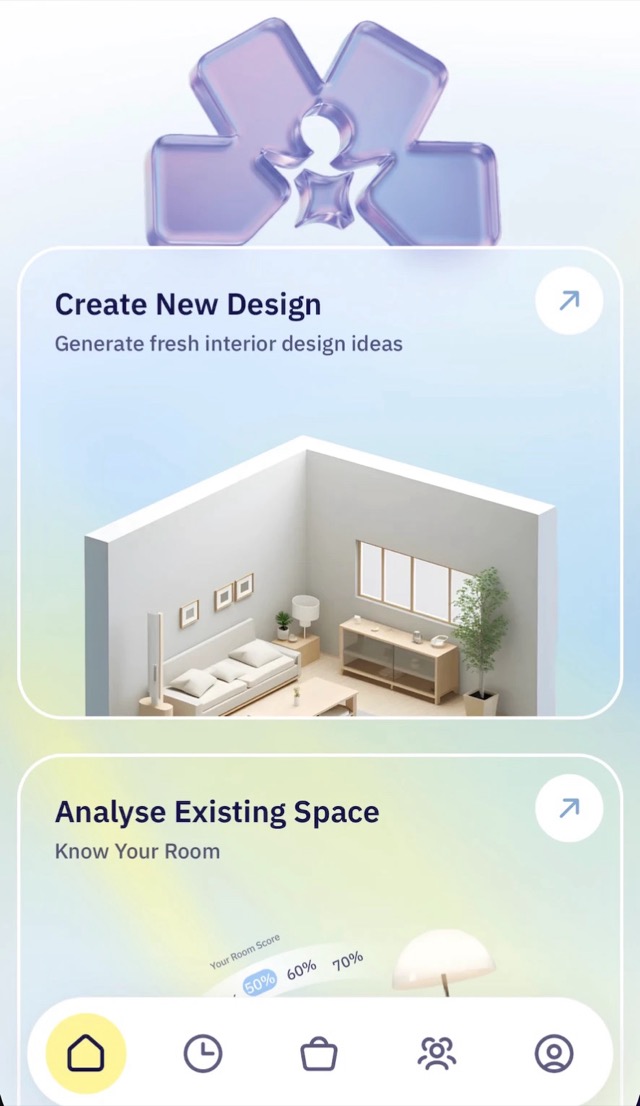 Create New Design
Generate fresh interior design ideas
Analyse Existing Space
Know Your Room
Your Room Score
50% 60% 70%